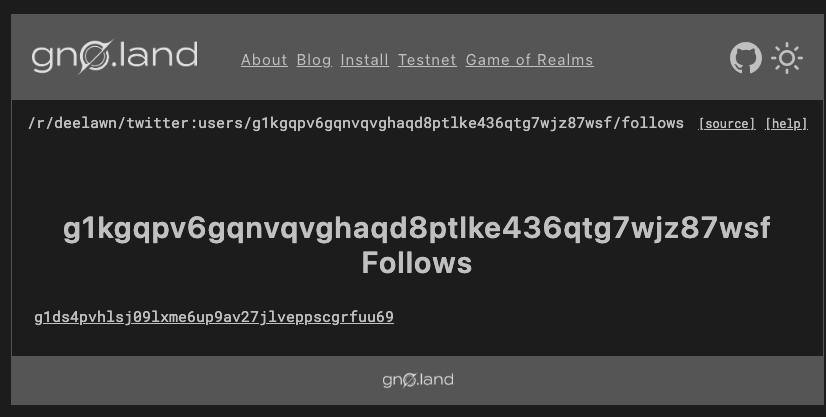 gnø.land
About Blog Install Testnet Game of Realms
/r/deelawn/twitter:users/g1kgqpv6gqnvqvghaqd8ptlke436qtg7wjz87wsf/follows [source] [help]
g1kgqpv6gqnvqvghaqd8ptlke436qtg7wjz87wsf
Follows
g1ds4pvhlsj09lxme6up9av27jlveppscgrfuu69
gnø.land